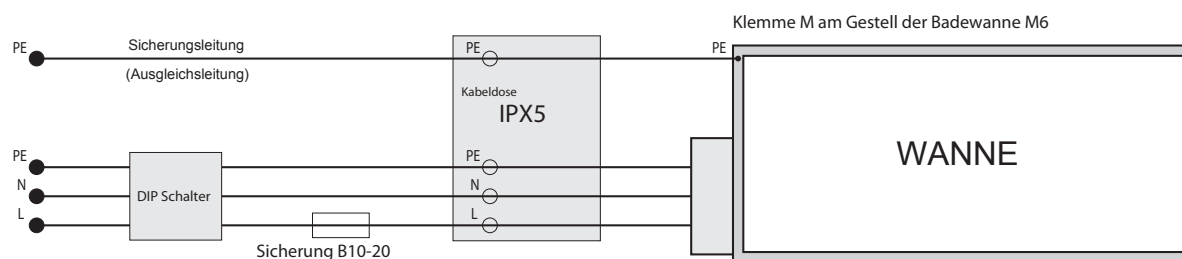 Klemme M am Gestell der Badewanne M6
PE
Sicherungsleitung
PE
PE
(Ausgleichsleitung)
Kabeldose
IPX5
PE
PE
WANNE
N
DIP Schalter
N
L
L
Sicherung B10-20